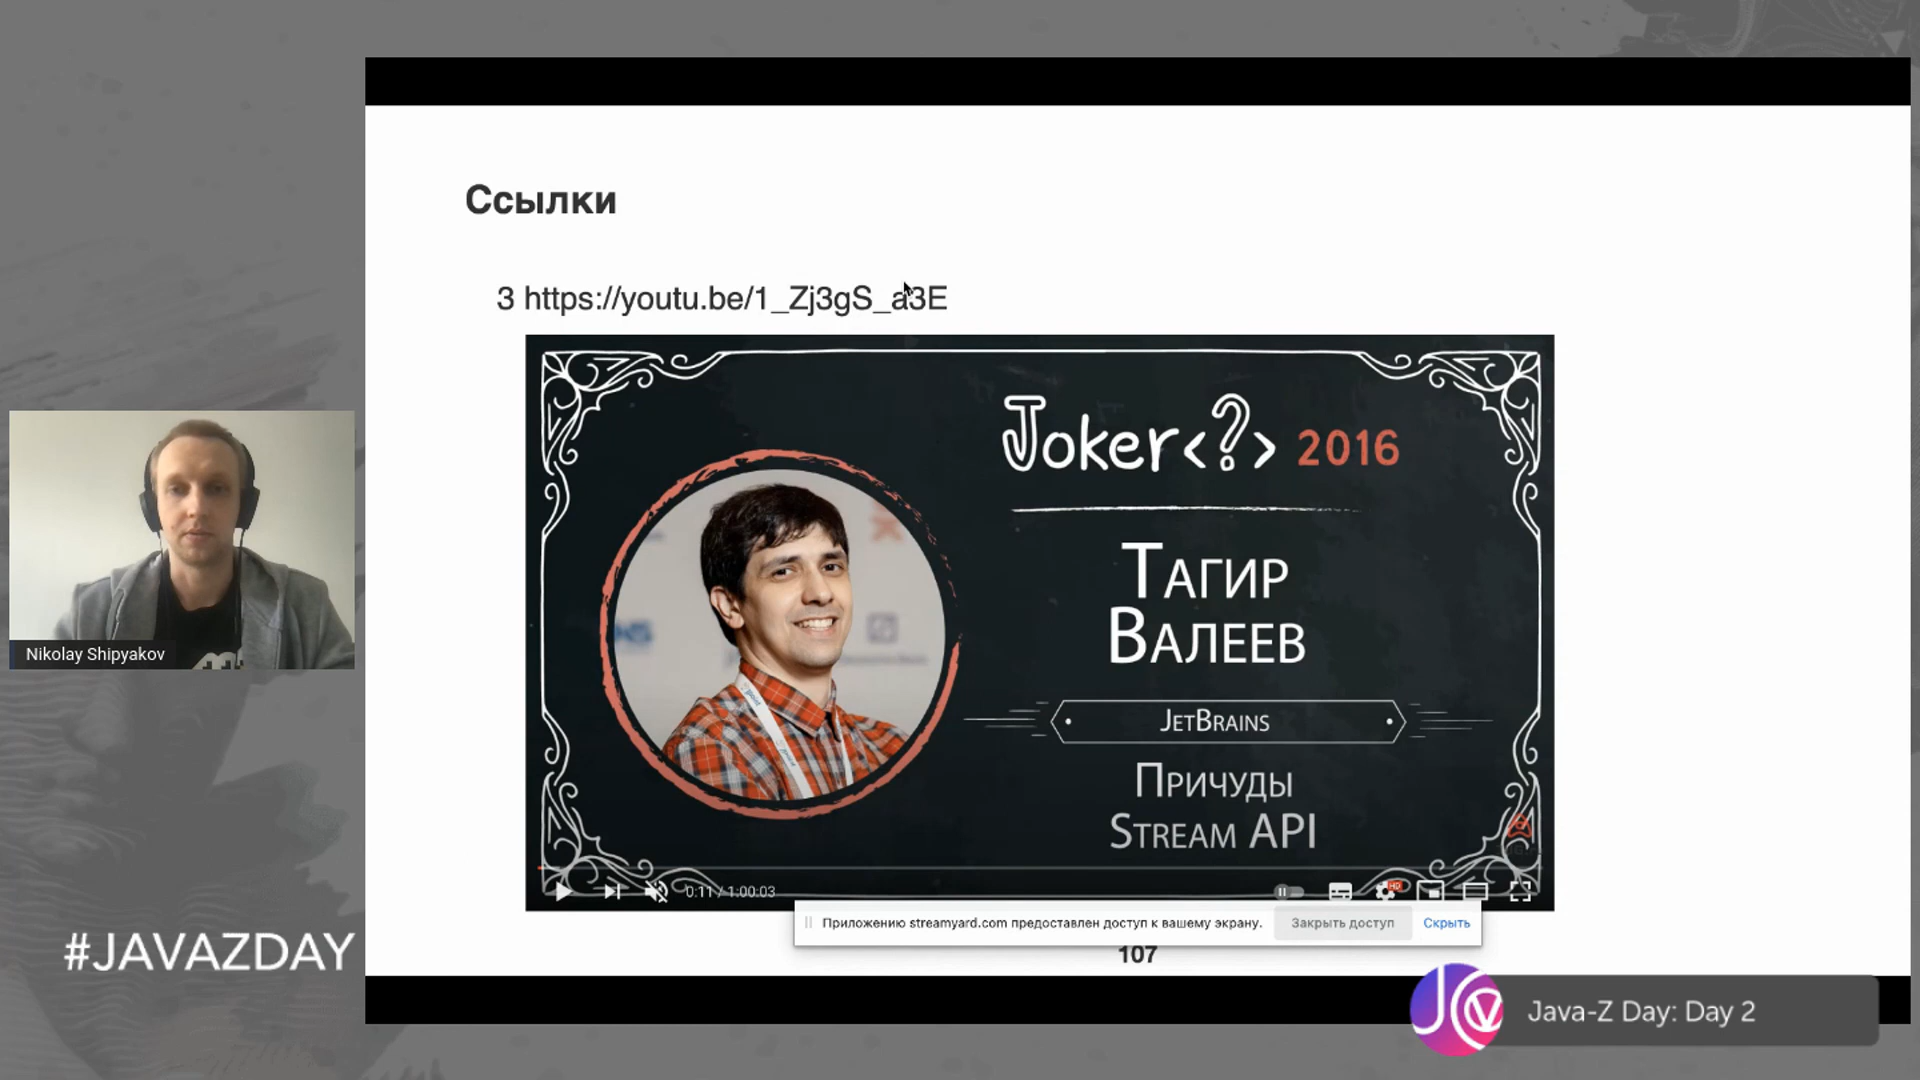 Ссылки
3 https://youtu.be/1_Zj3gS_a3E
Joker<?> 2016
ТАГИР
ВАЛЕЕВ
JETBRAINS
ПРИЧУДЫ
STREAM API
0:11 / 1:00:03
HD
Приложению streamyard.com предоставлен доступ к вашему экрану.
Закрыть доступ
Скрыть
107
Nikolay Shipyakov
#JAVAZDAY
Java-Z Day: Day 2